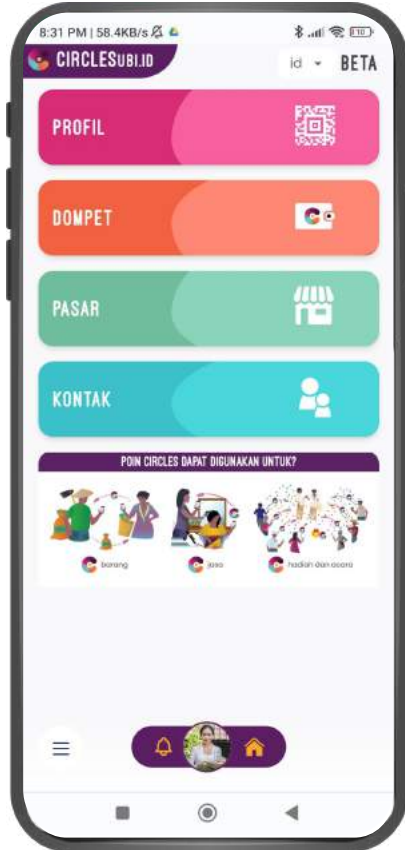 8:31 PM | 58.4KB/s
CIRCLESUBI.ID
id BETA
PROFIL
DOMPET
PASAR
KONTAK
POIN CIRCLES DAPAT DIGUNAKAN UNTUK?
barang jasa hadiah dan acara